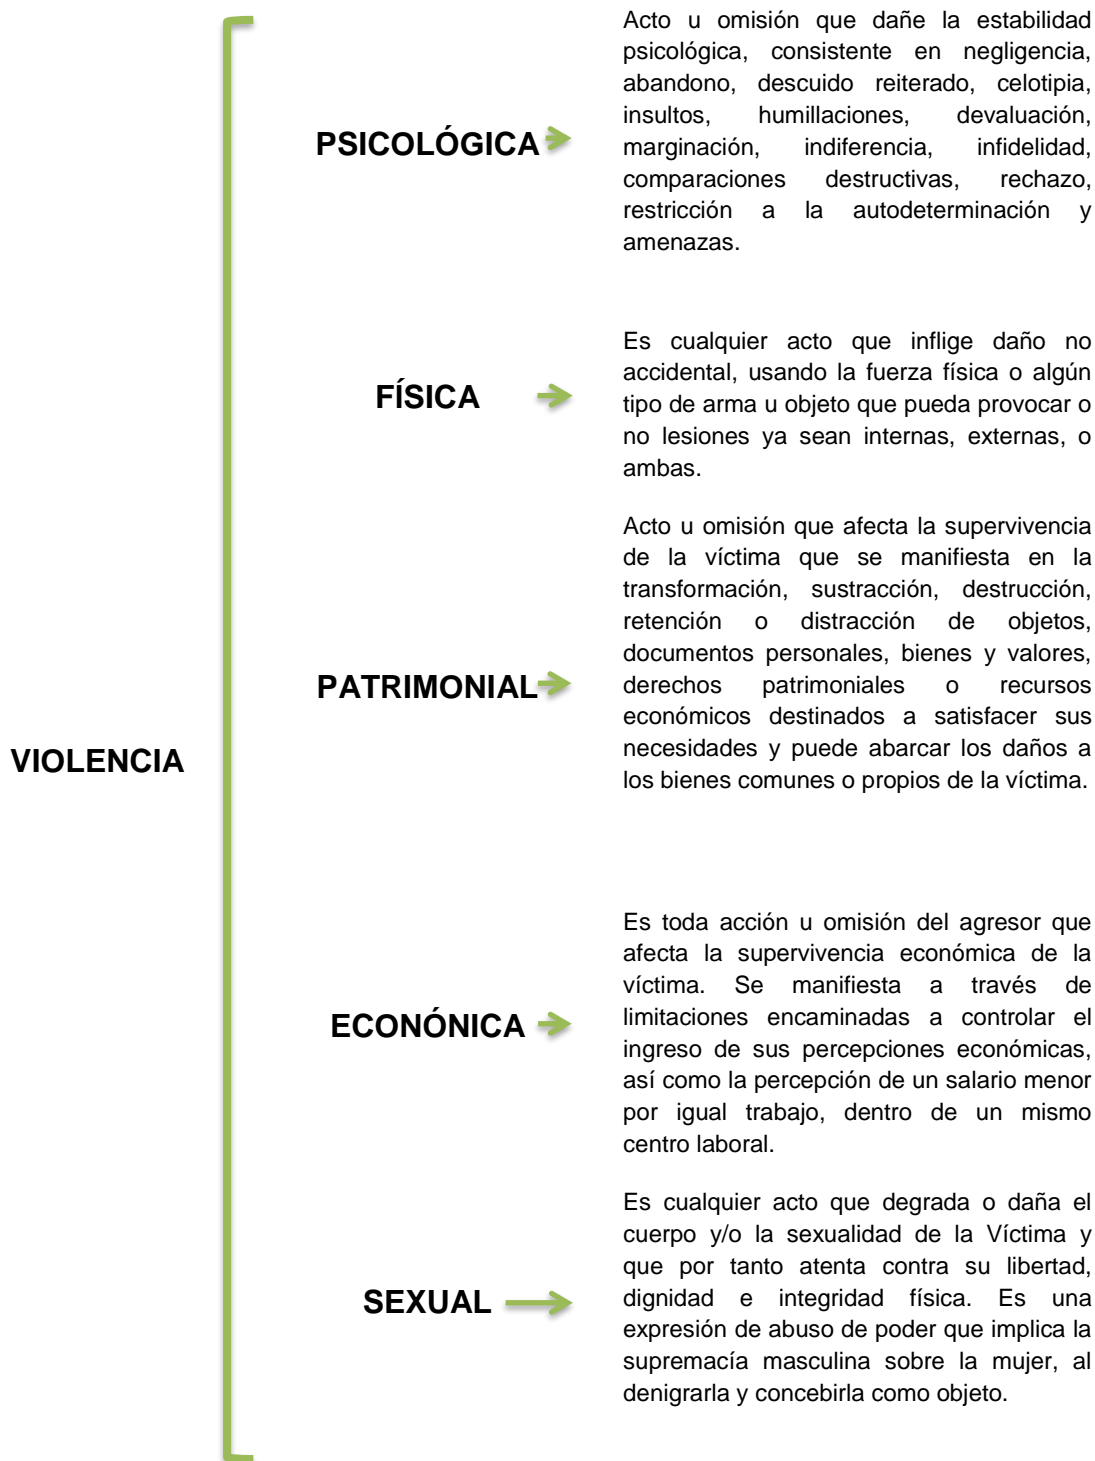 VIOLENCIA
PSICOLÓGICA
Acto u omisión que dañe la estabilidad
psicológica, consistente en negligencia,
abandono, descuido reiterado, celotipia,
insultos, humillaciones, devaluación,
marginación, indiferencia, infidelidad,
comparaciones destructivas, rechazo,
restricción a la autodeterminación y
amenazas.
FÍSICA
Es cualquier acto que inflige daño no
accidental, usando la fuerza física o algún
tipo de arma u objeto que pueda provocar o
no lesiones ya sean internas, externas, o
ambas.
PATRIMONIAL
Acto u omisión que afecta la supervivencia
de la víctima que se manifiesta en la
transformación, sustracción, destrucción,
retención o distracción de objetos,
documentos personales, bienes y valores,
derechos patrimoniales o recursos
económicos destinados a satisfacer sus
necesidades y puede abarcar los daños a
los bienes comunes o propios de la víctima.
ECONÓNICA
Es toda acción u omisión del agresor que
afecta la supervivencia económica de la
víctima. Se manifiesta a través de
limitaciones encaminadas a controlar el
ingreso de sus percepciones económicas,
así como la percepción de un salario menor
por igual trabajo, dentro de un mismo
centro laboral.
SEXUAL
Es cualquier acto que degrada o daña el
cuerpo y/o la sexualidad de la Víctima y
que por tanto atenta contra su libertad,
dignidad e integridad física. Es una
expresión de abuso de poder que implica la
supremacía masculina sobre la mujer, al
denigrarla y concebirla como objeto.